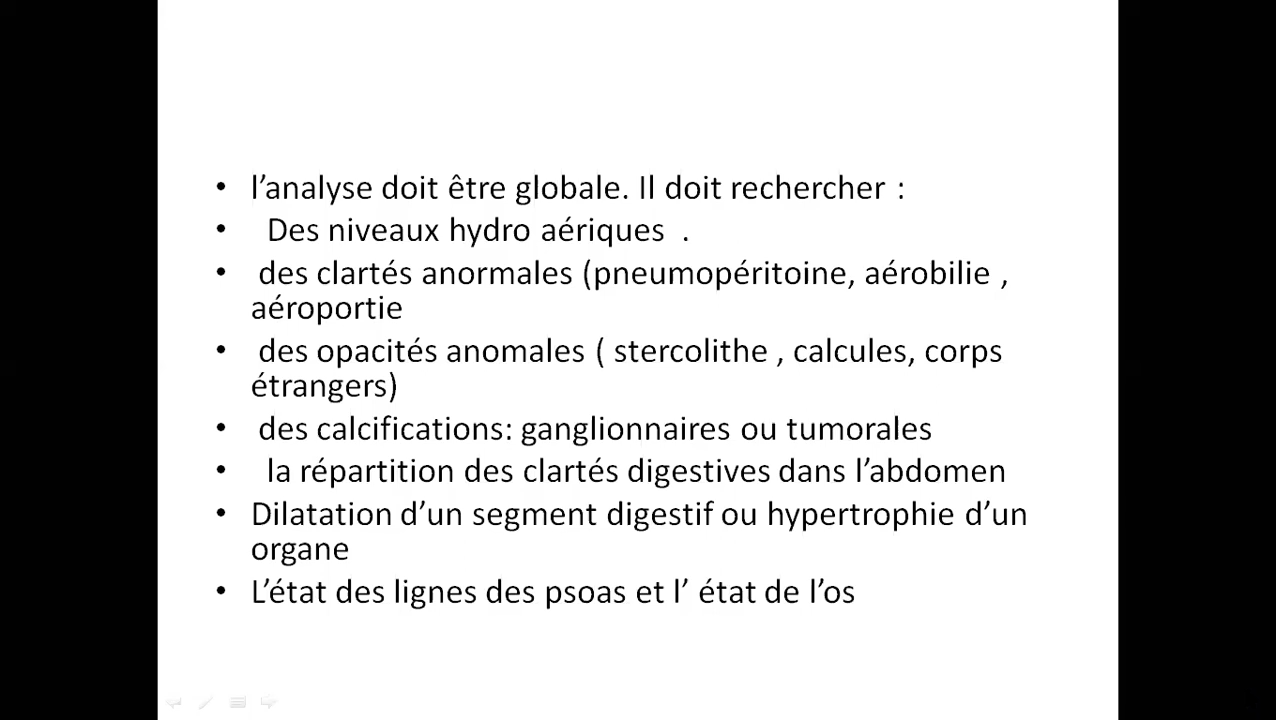 • l’analyse doit être globale. Il doit rechercher :
• Des niveaux hydro aériques .
• des clartés anormales (pneumopéritoine, aérobilie ,
aéroportie
• des opacités anomales ( stercolithe , calcules, corps
étrangers)
• des calcifications: ganglionnaires ou tumorales
• la répartition des clartés digestives dans l’abdomen
• Dilatation d’un segment digestif ou hypertrophie d’un
organe
• L’état des lignes des psoas et l’ état de l’os